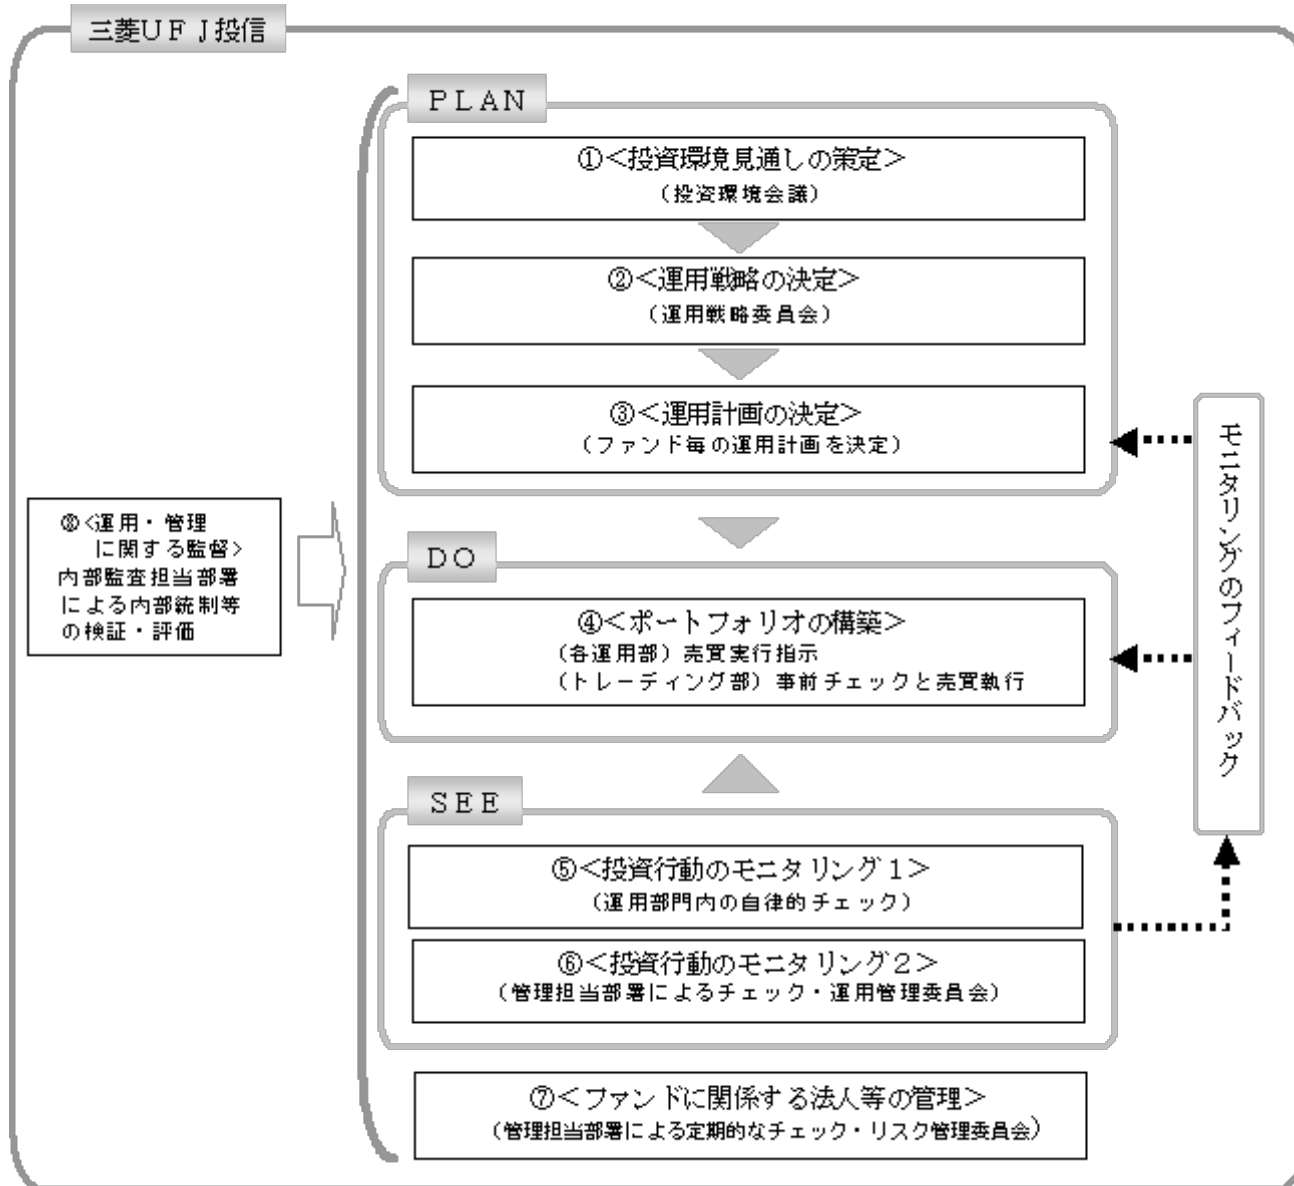 三菱UFJ投信
PLAN
①<投資環境見通しの策定>
(投資環境会議)
②<運用戦略の決定>
(運用戦略委員会)
③<運用計画の決定>
(ファンド毎の運用計画を決定)
⑧<運用・管理
に関する監督>
内部監査担当部署
による内部統制等
の検証・評価
DO
④<ポートフォリオの構築>
(各運用部)売買実行指示
(トレーディング部)事前チェックと売買執行
モニタリングのフィードバック
SEE
⑤<投資行動のモニタリング1>
(運用部門内の自律的チェック)
⑥<投資行動のモニタリング2>
(管理担当部署によるチェック・運用管理委員会)
⑦<ファンドに関係する法人等の管理>
(管理担当部署による定期的なチェック・リスク管理委員会)